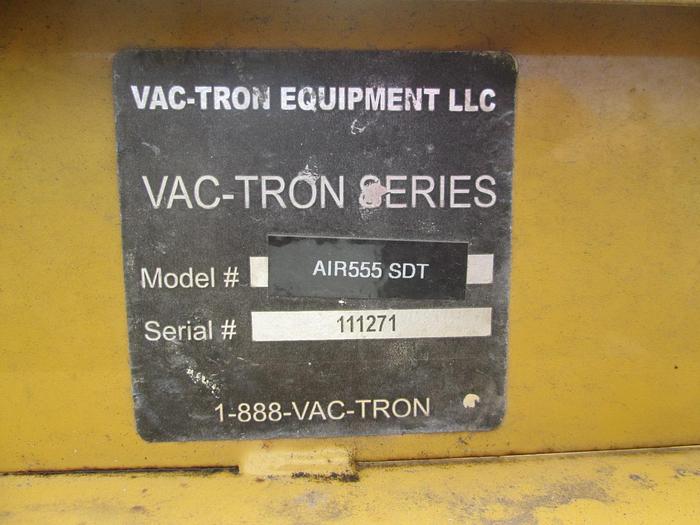 VAC-TRON EQUIPMENT LLC
VAC-TRON SERIES
Model # AIR555 SDT
Serial # 111271
1-888-VAC-TRON